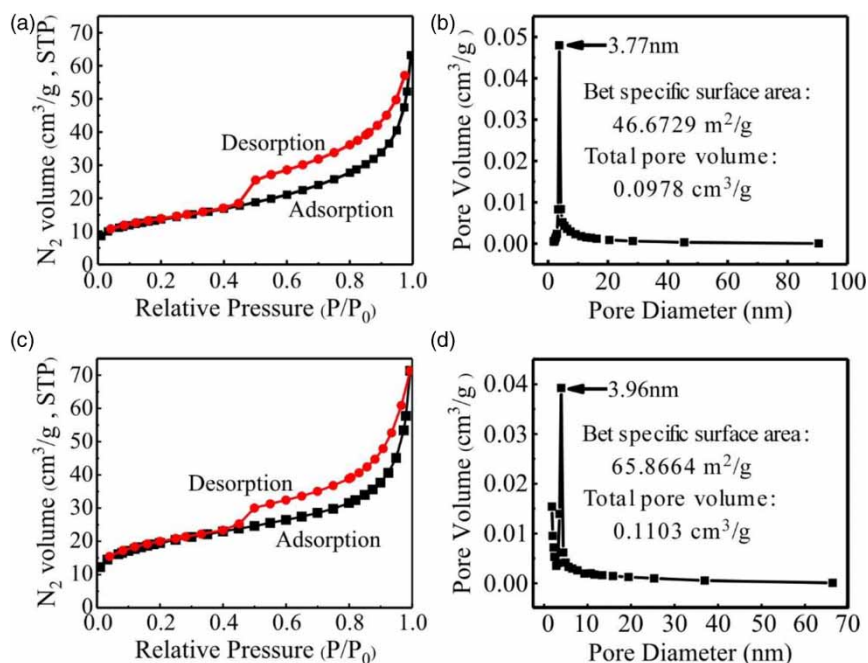 (a)
70
60
50
40
30
20
10
0
N₂ volume (cm³/g , STP)
Desorption
Adsorption
0.0 0.2 0.4 0.6 0.8 1.0
Relative Pressure (P/P₀)
(b)
0.05
0.04
0.03
0.02
0.01
0.00
Pore Volume (cm³/g)
3.77nm
Bet specific surface area :
46.6729 m²/g
Total pore volume :
0.0978 cm³/g
0 20 40 60 80 100
Pore Diameter (nm)
(c)
70
60
50
40
30
20
10
0
N₂ volume (cm³/g , STP)
Desorption
Adsorption
0.0 0.2 0.4 0.6 0.8 1.0
Relative Pressure (P/P₀)
(d)
0.04
0.03
0.02
0.01
0.00
Pore Volume (cm³/g)
3.96nm
Bet specific surface area :
65.8664 m²/g
Total pore volume :
0.1103 cm³/g
0 10 20 30 40 50 60 70
Pore Diameter (nm)